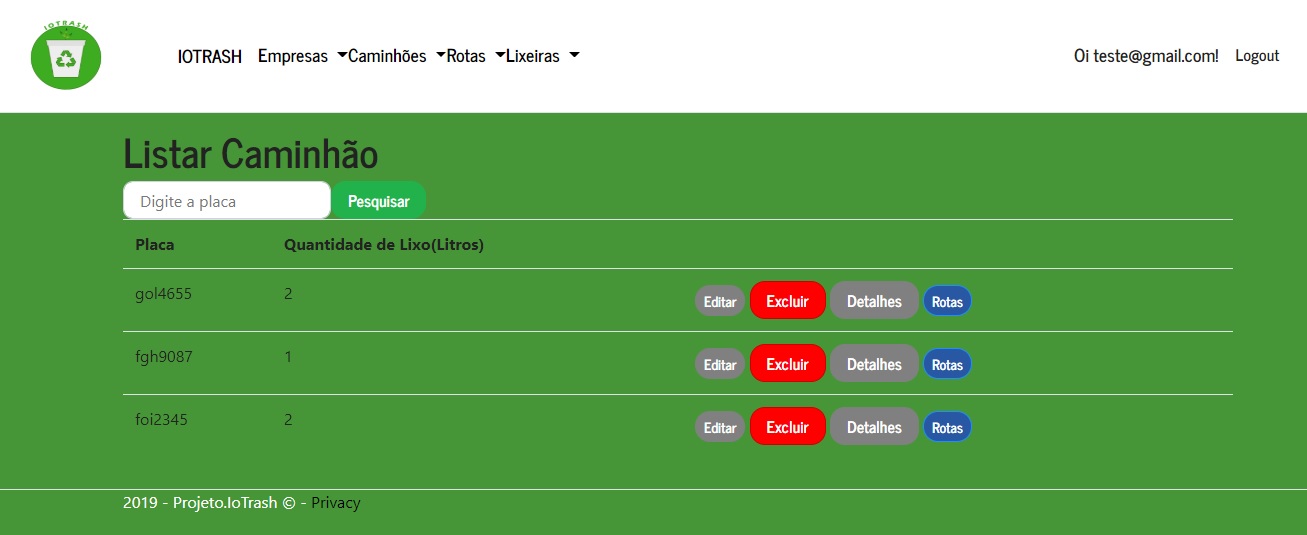 IOTRASH
IOTRASH Empresas Caminhões Rotas Lixeiras Oi teste@gmail.com! Logout
Listar Caminhão
Digite a placa Pesquisar
Placa Quantidade de Lixo(Litros)
gol4655 2 Editar Excluir Detalhes Rotas
fgh9087 1 Editar Excluir Detalhes Rotas
foi2345 2 Editar Excluir Detalhes Rotas
2019 - Projeto.IoTrash © - Privacy